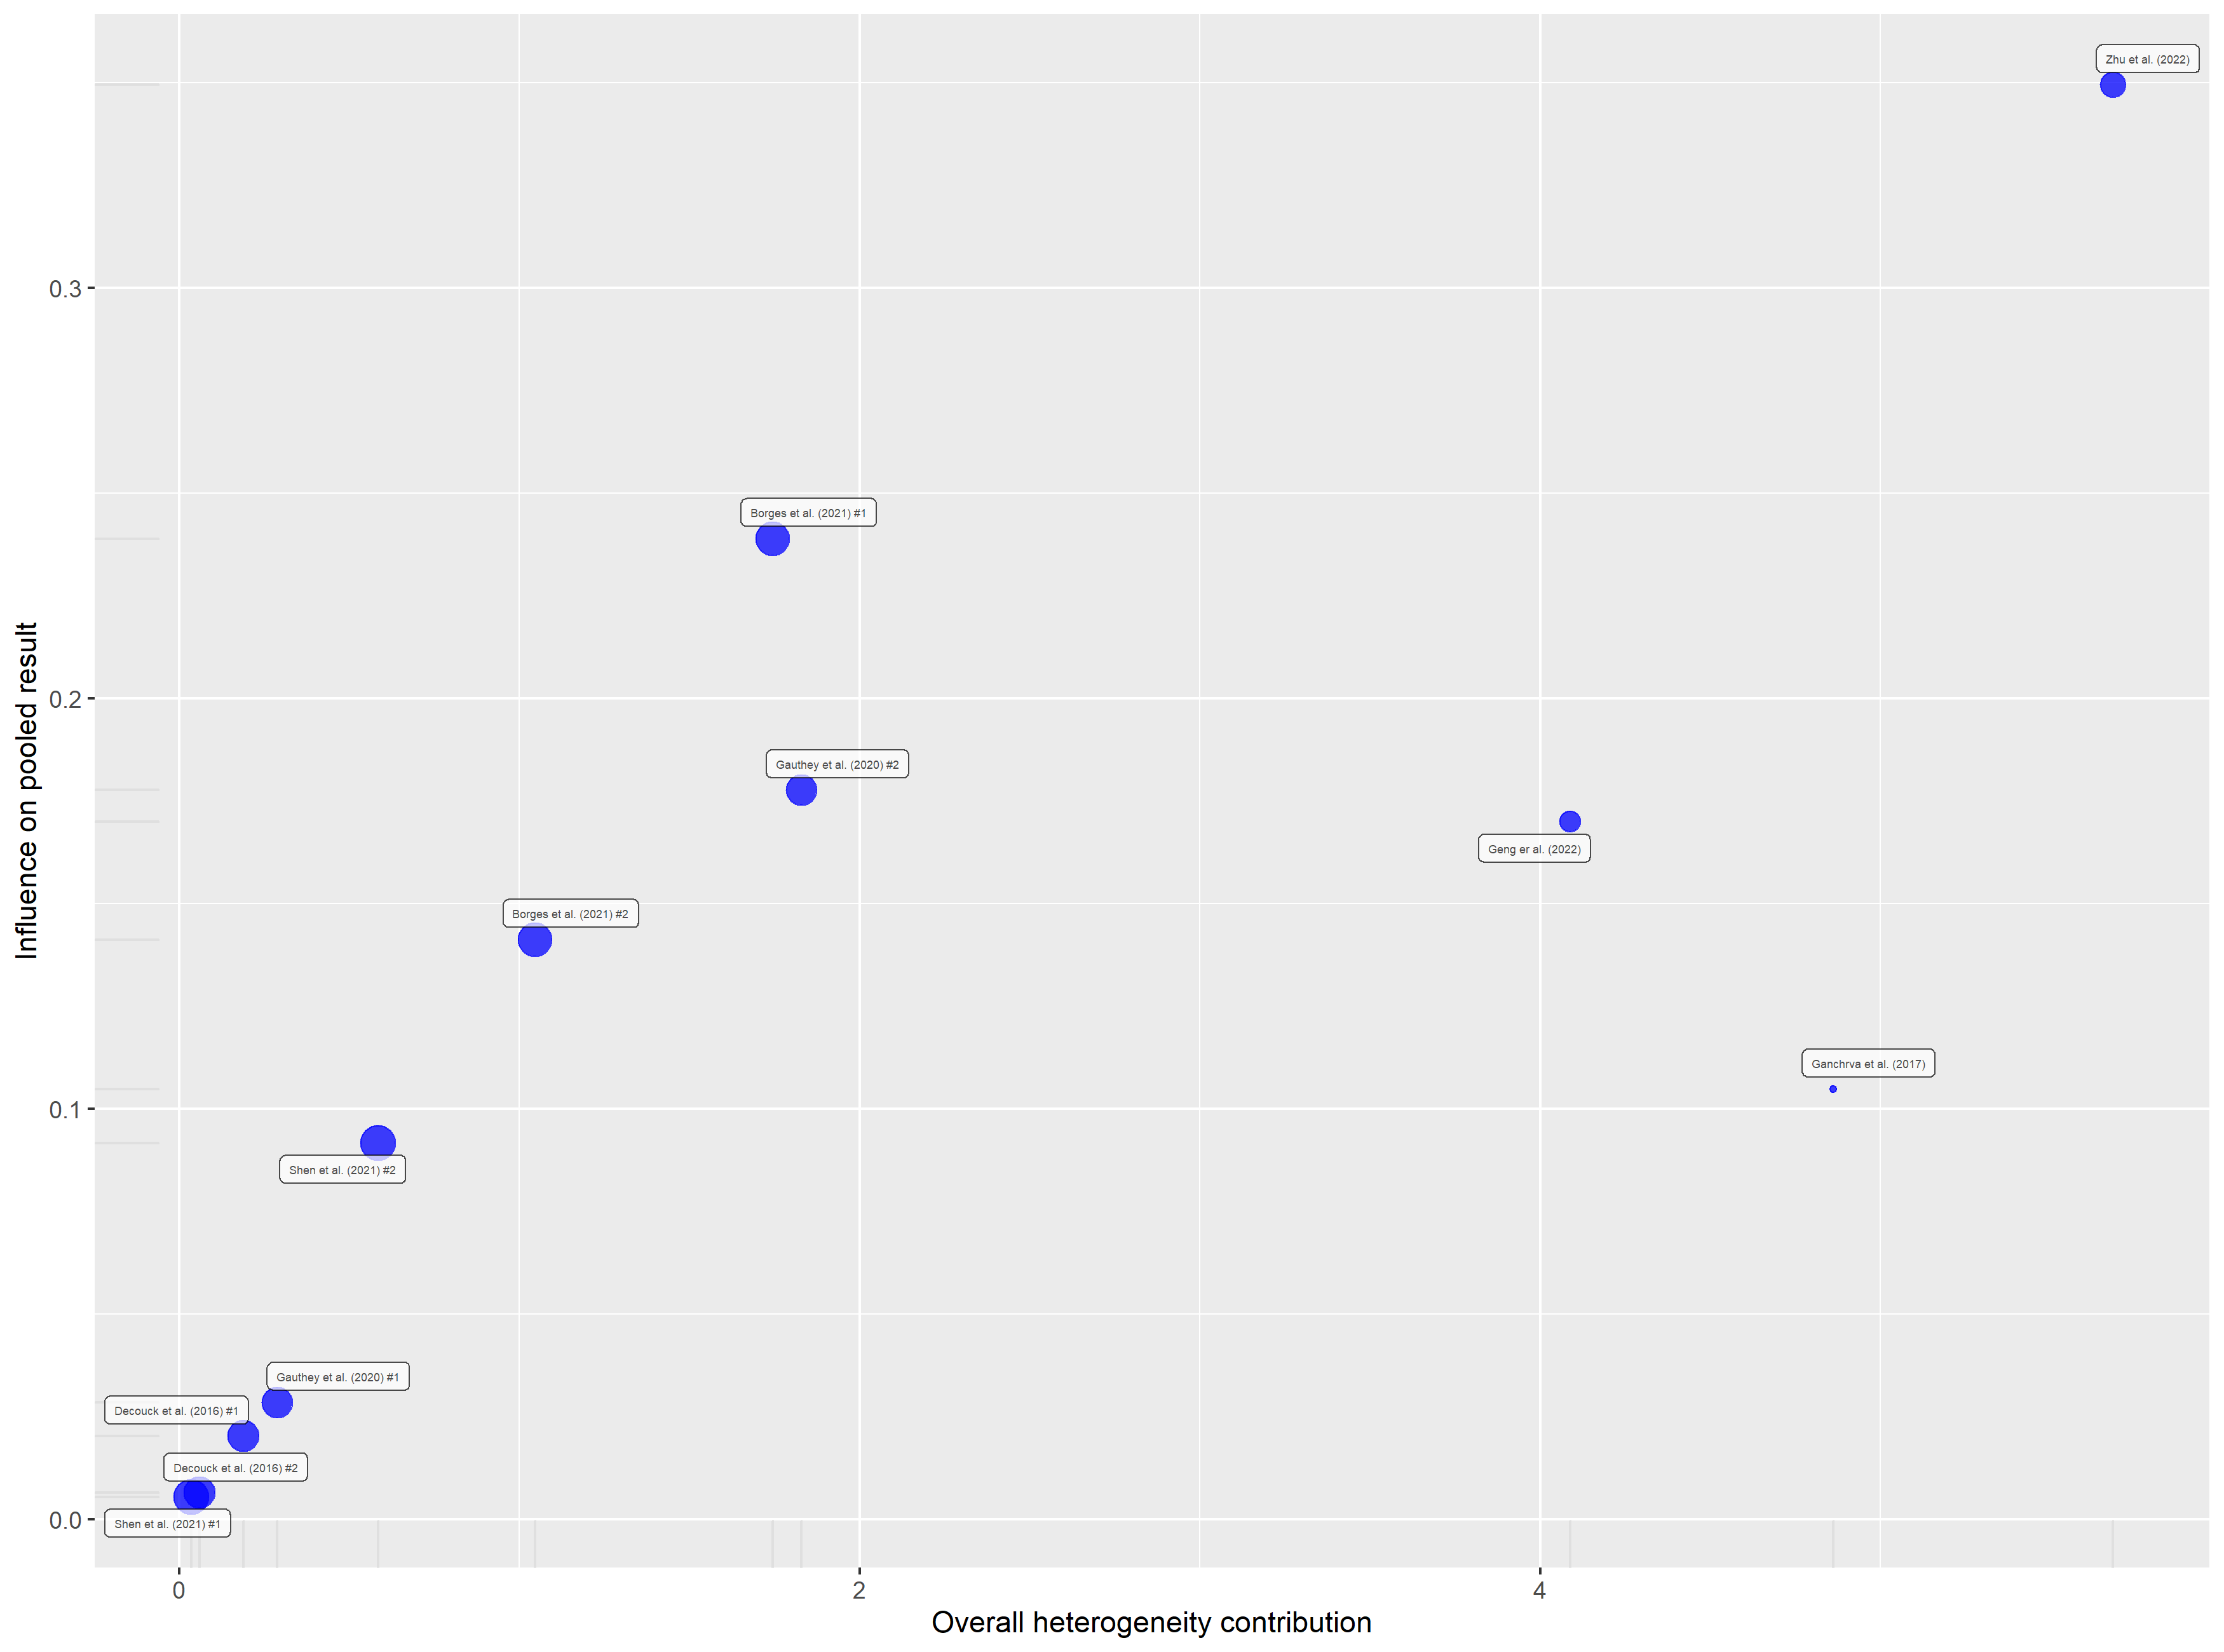 Zhu et al. (2022)
0.3
Borges et al. (2021) #1
0.2
Gauthey et al. (2020) #2
Geng er al. (2022)
Borges et al. (2021) #2
Ganchrva et al. (2017)
0.1
Shen et al. (2021) #2
Gauthey et al. (2020) #1
Decouck et al. (2016) #1
Decouck et al. (2016) #2
Shen et al. (2021) #1
0.0
0
2
4
Overall heterogeneity contribution
Influence on pooled result